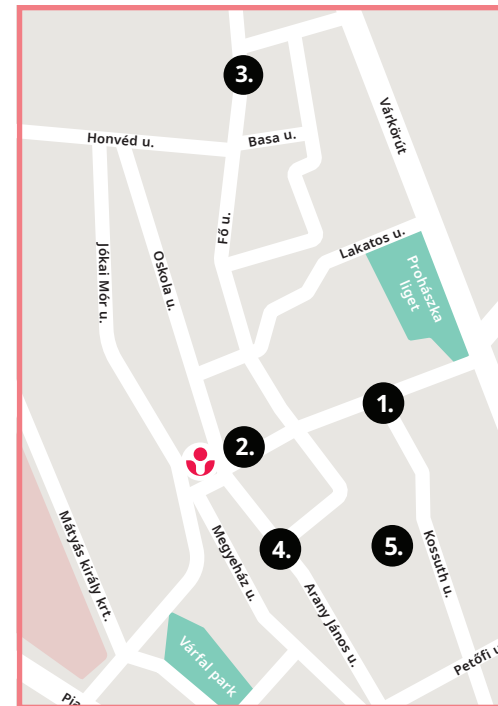 3.
Várkörút
Honvéd u.
Basa u.
Fő u.
Lakatos u.
Jókai Mór u.
Oskola u.
Prohászka
liget
1.
2.
Mátyás király krt.
Megyeház u.
4.
5.
Kossuth u.
Arany János u.
Várfal park
Petőfi u
Pia